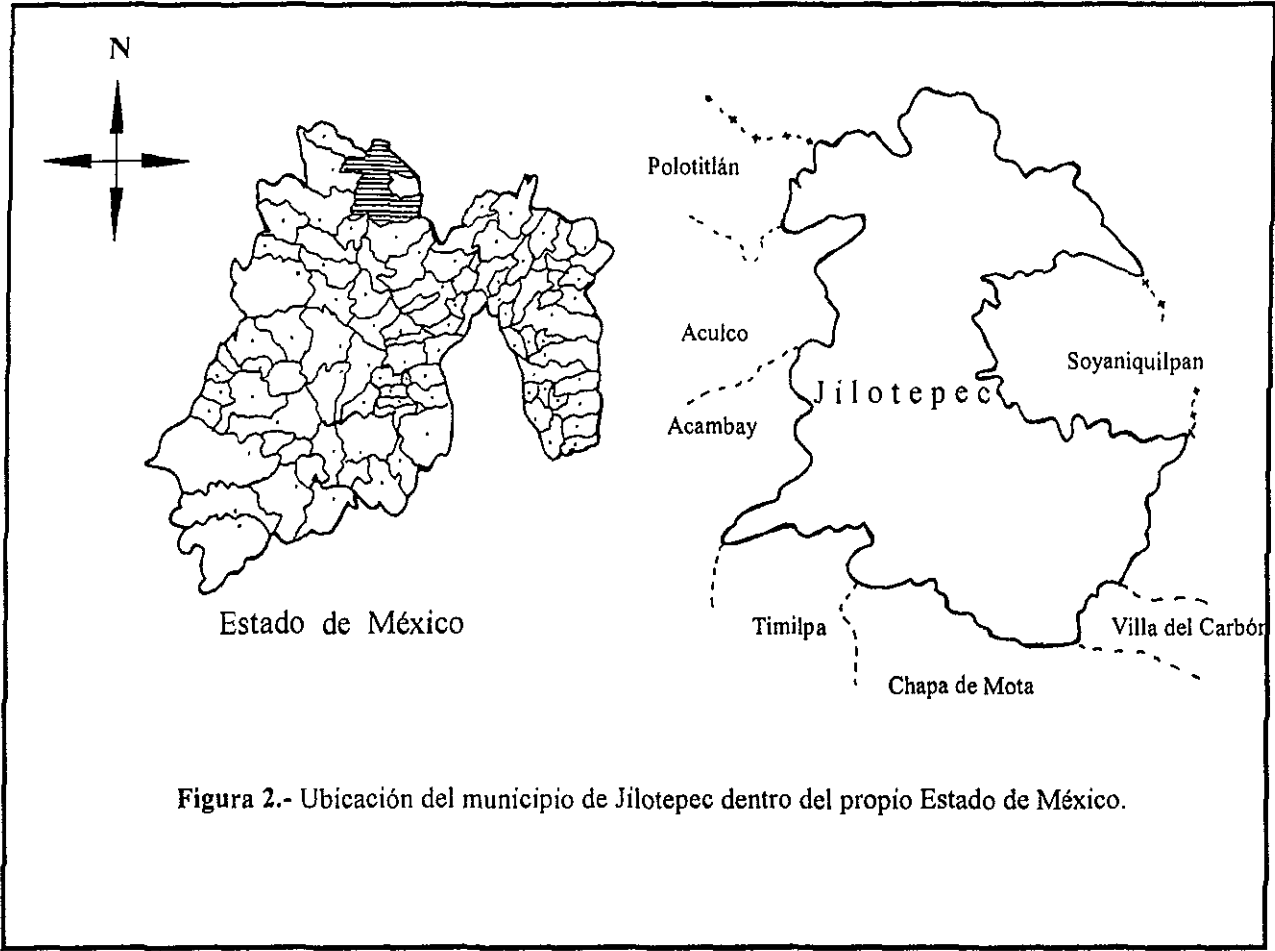 N
Polotitlán
Aculco
Soyaniquilpan
Jilotepec
Acambay
Estado de México
Timilpa
Villa del Carbón
Chapa de Mota
Figura 2.- Ubicación del municipio de Jilotepec dentro del propio Estado de México.